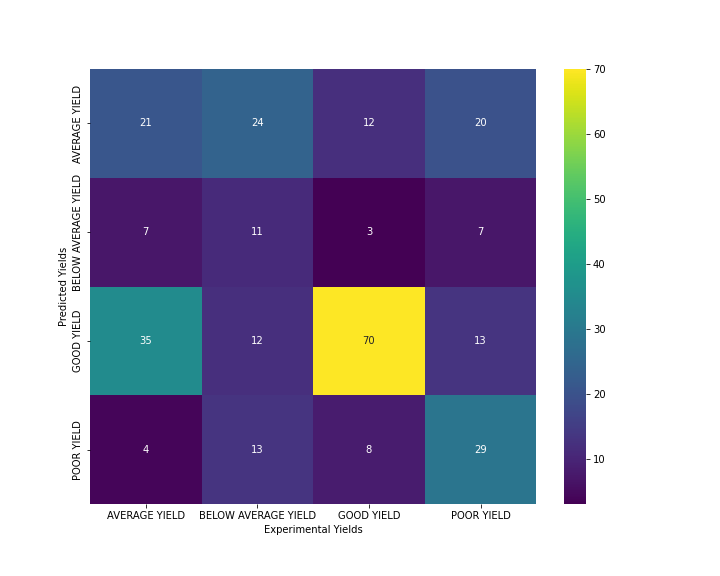 AVERAGE YIELD
21 24 12 20
BELOW AVERAGE YIELD
7 11 3 7
GOOD YIELD
35 12 70 13
POOR YIELD
4 13 8 29
Predicted Yields
AVERAGE YIELD BELOW AVERAGE YIELD GOOD YIELD POOR YIELD
Experimental Yields
70
60
50
40
30
20
10